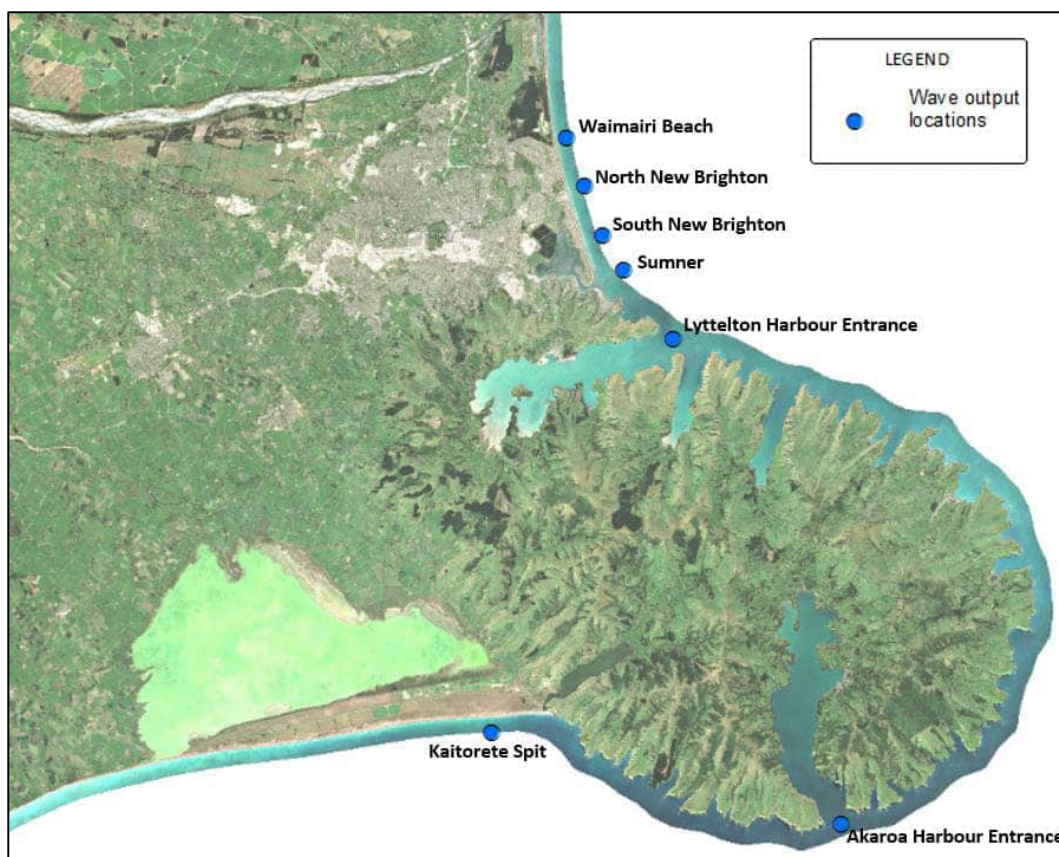 LEGEND
Wave output
locations
Waimairi Beach
North New Brighton
South New Brighton
Sumner
Lyttelton Harbour Entrance
Kaitorete Spit
Akaroa Harbour Entrance